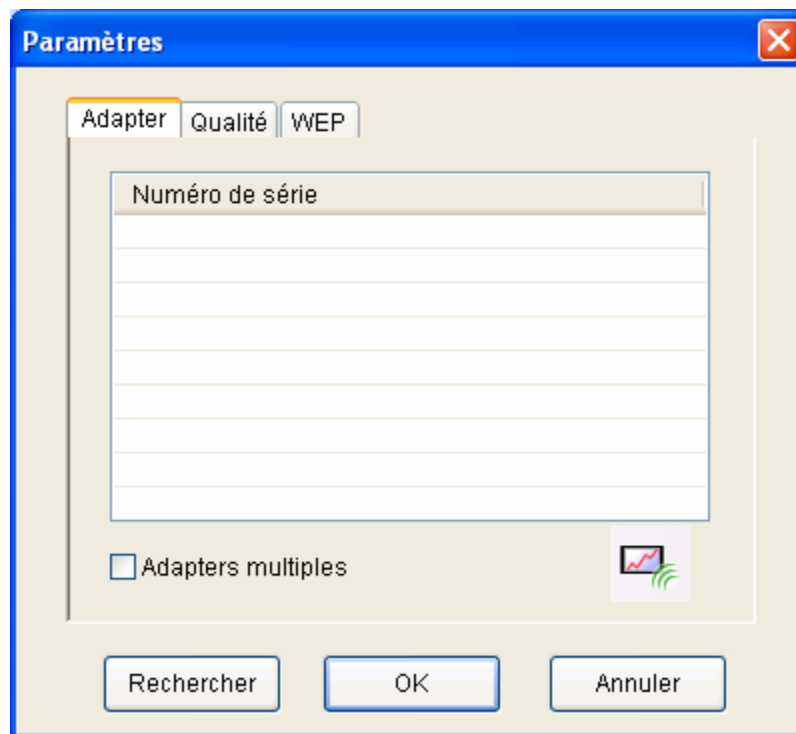 Paramètres
Adapter Qualité WEP
Numéro de série
Adapters multiples
Rechercher OK Annuler